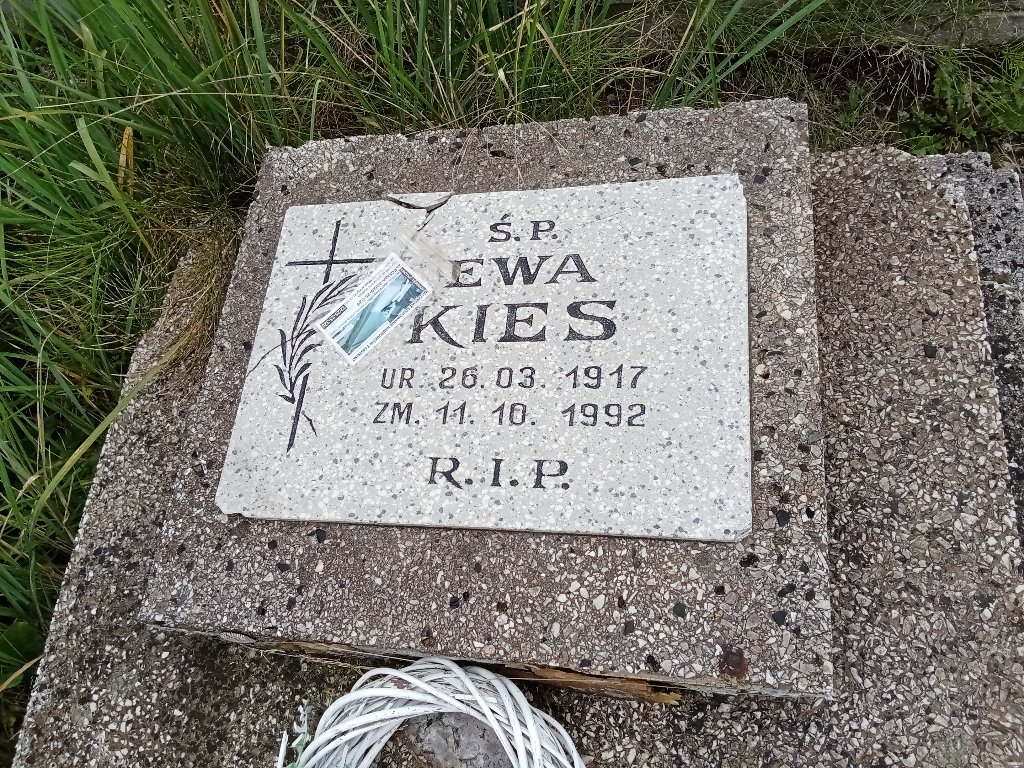 Ś.P.
EWA
KIES
UR. 26. 03. 1917
ZM. 11. 10. 1992
R.I.P.